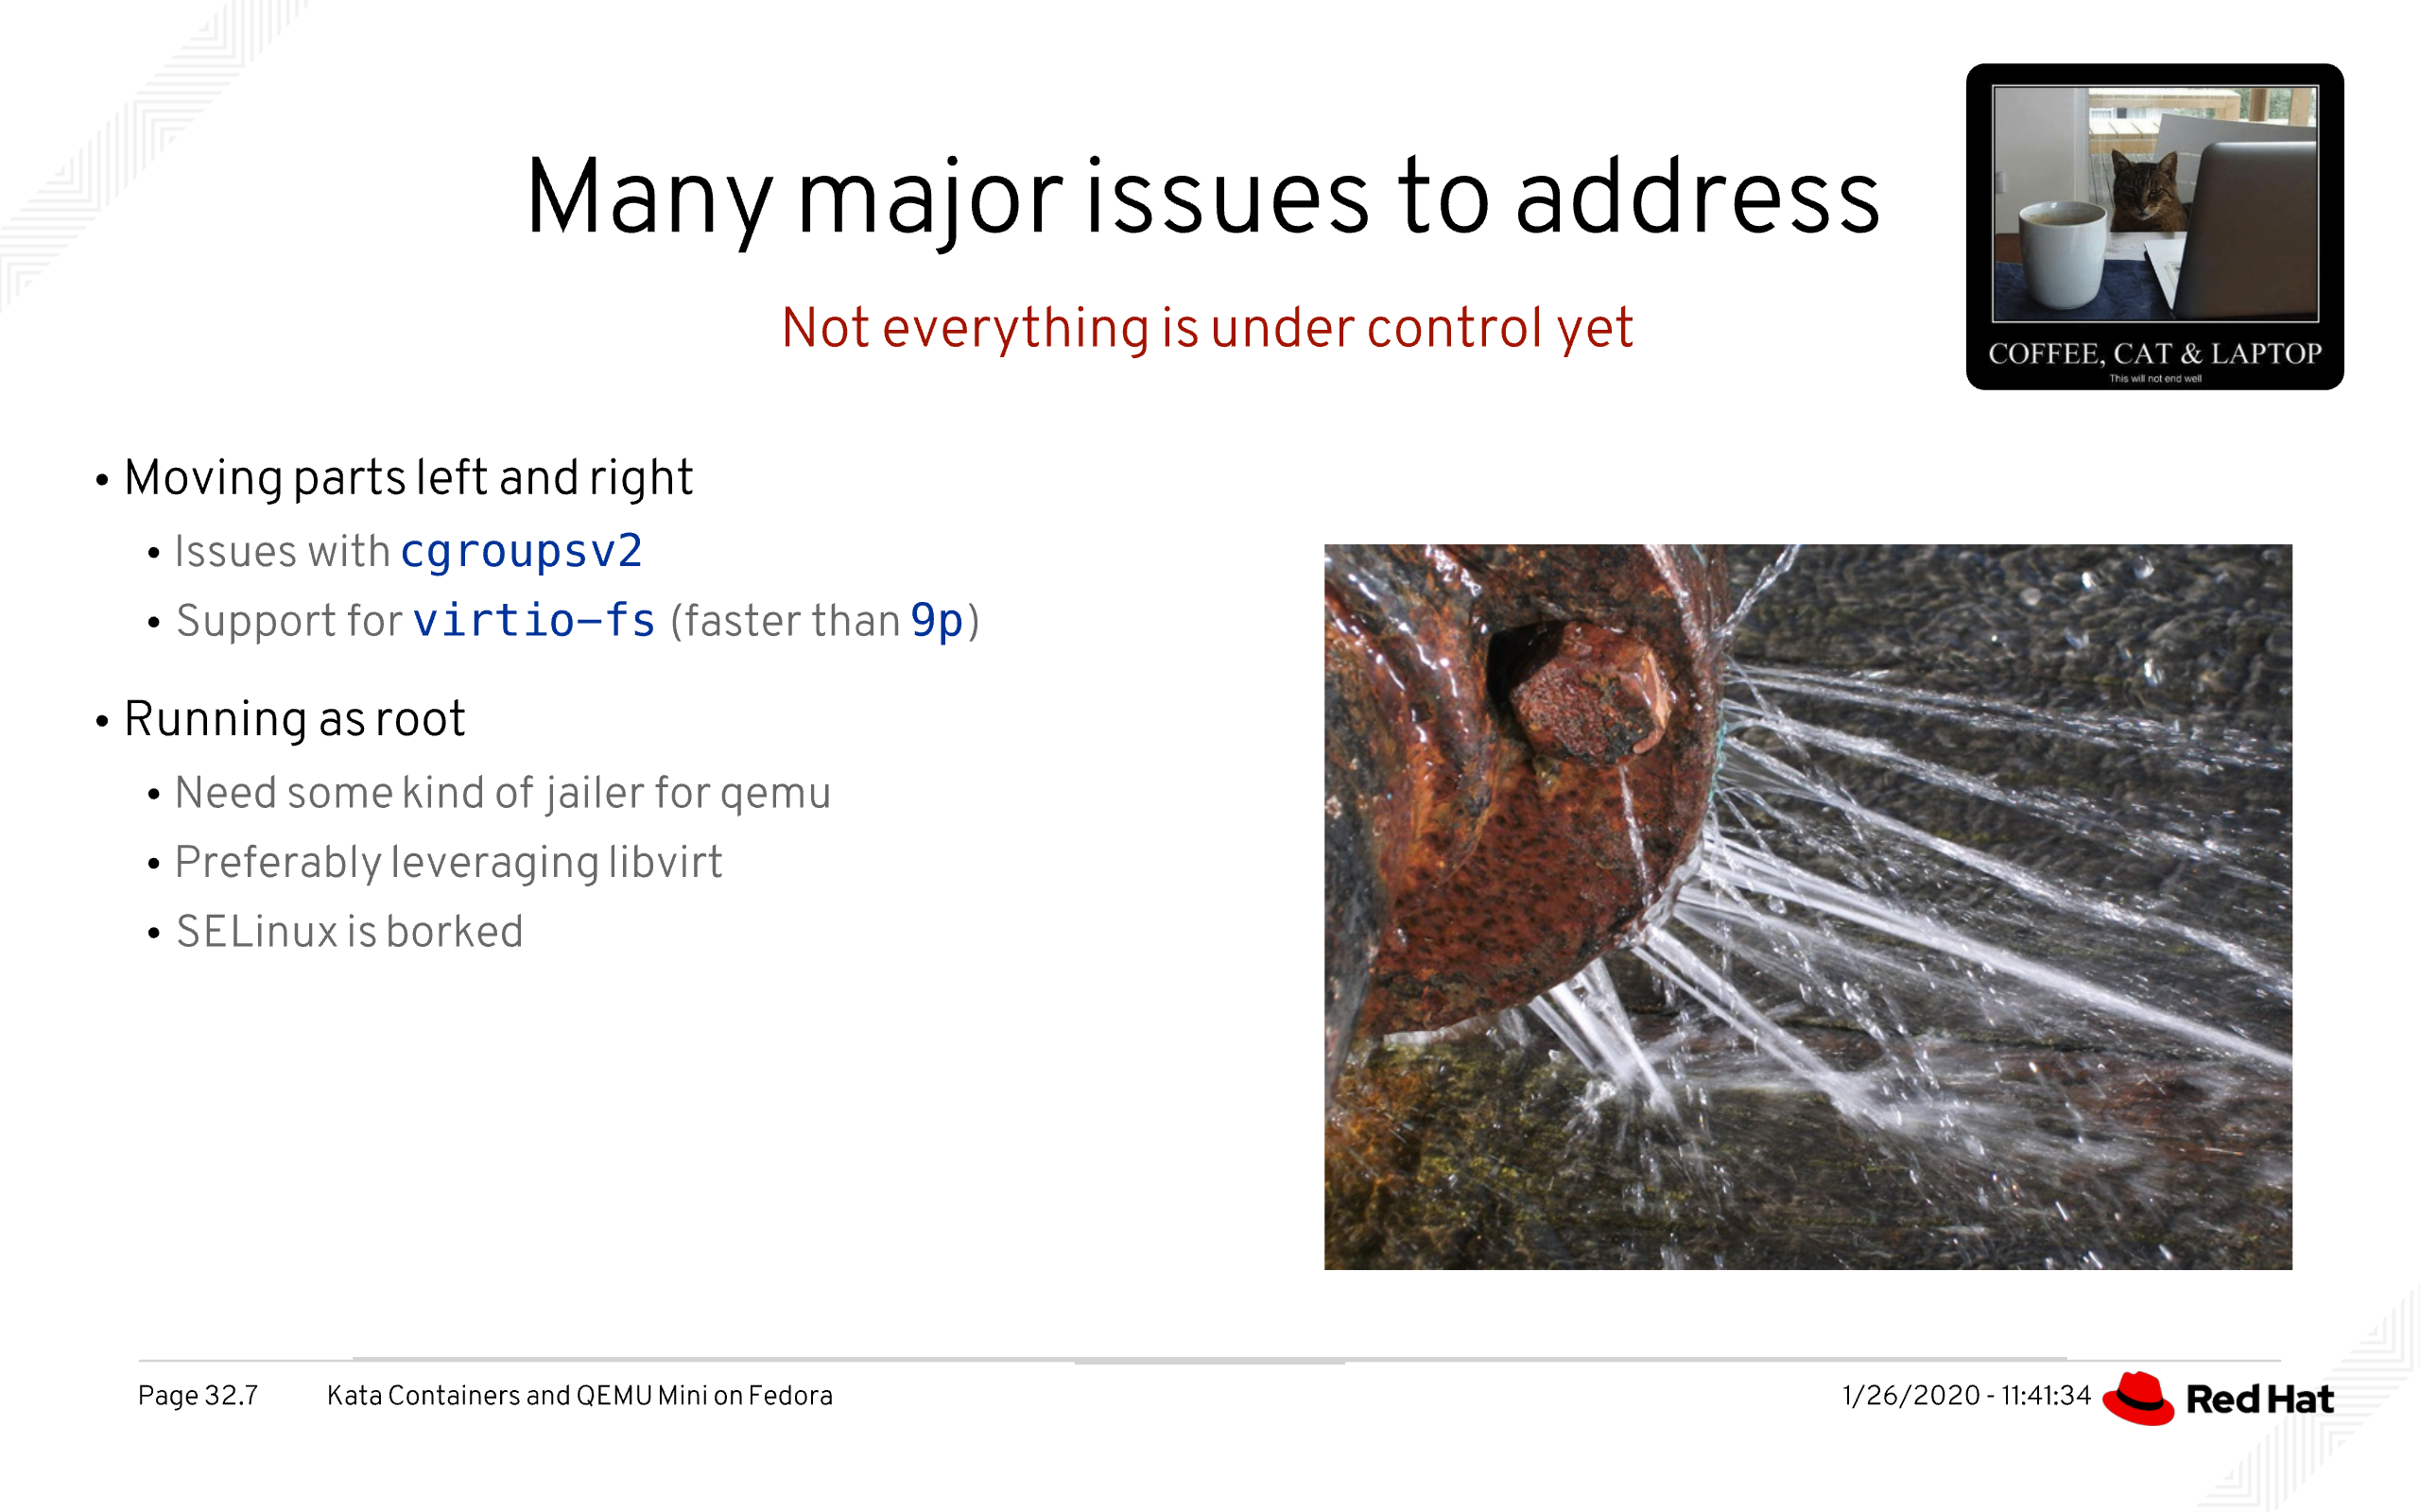 Many major issues to address
Not everything is under control yet
COFFEE, CAT & LAPTOP
This will not end well
• Moving parts left and right
• Issues with cgroupsv2
• Support for virtio-fs (faster than 9p)
• Running as root
• Need some kind of jailer for qemu
• Preferably leveraging libvirt
• SELinux is borked
Page 32.7 Kata Containers and QEMU Mini on Fedora 1/26/2020 - 11:41:34 Red Hat